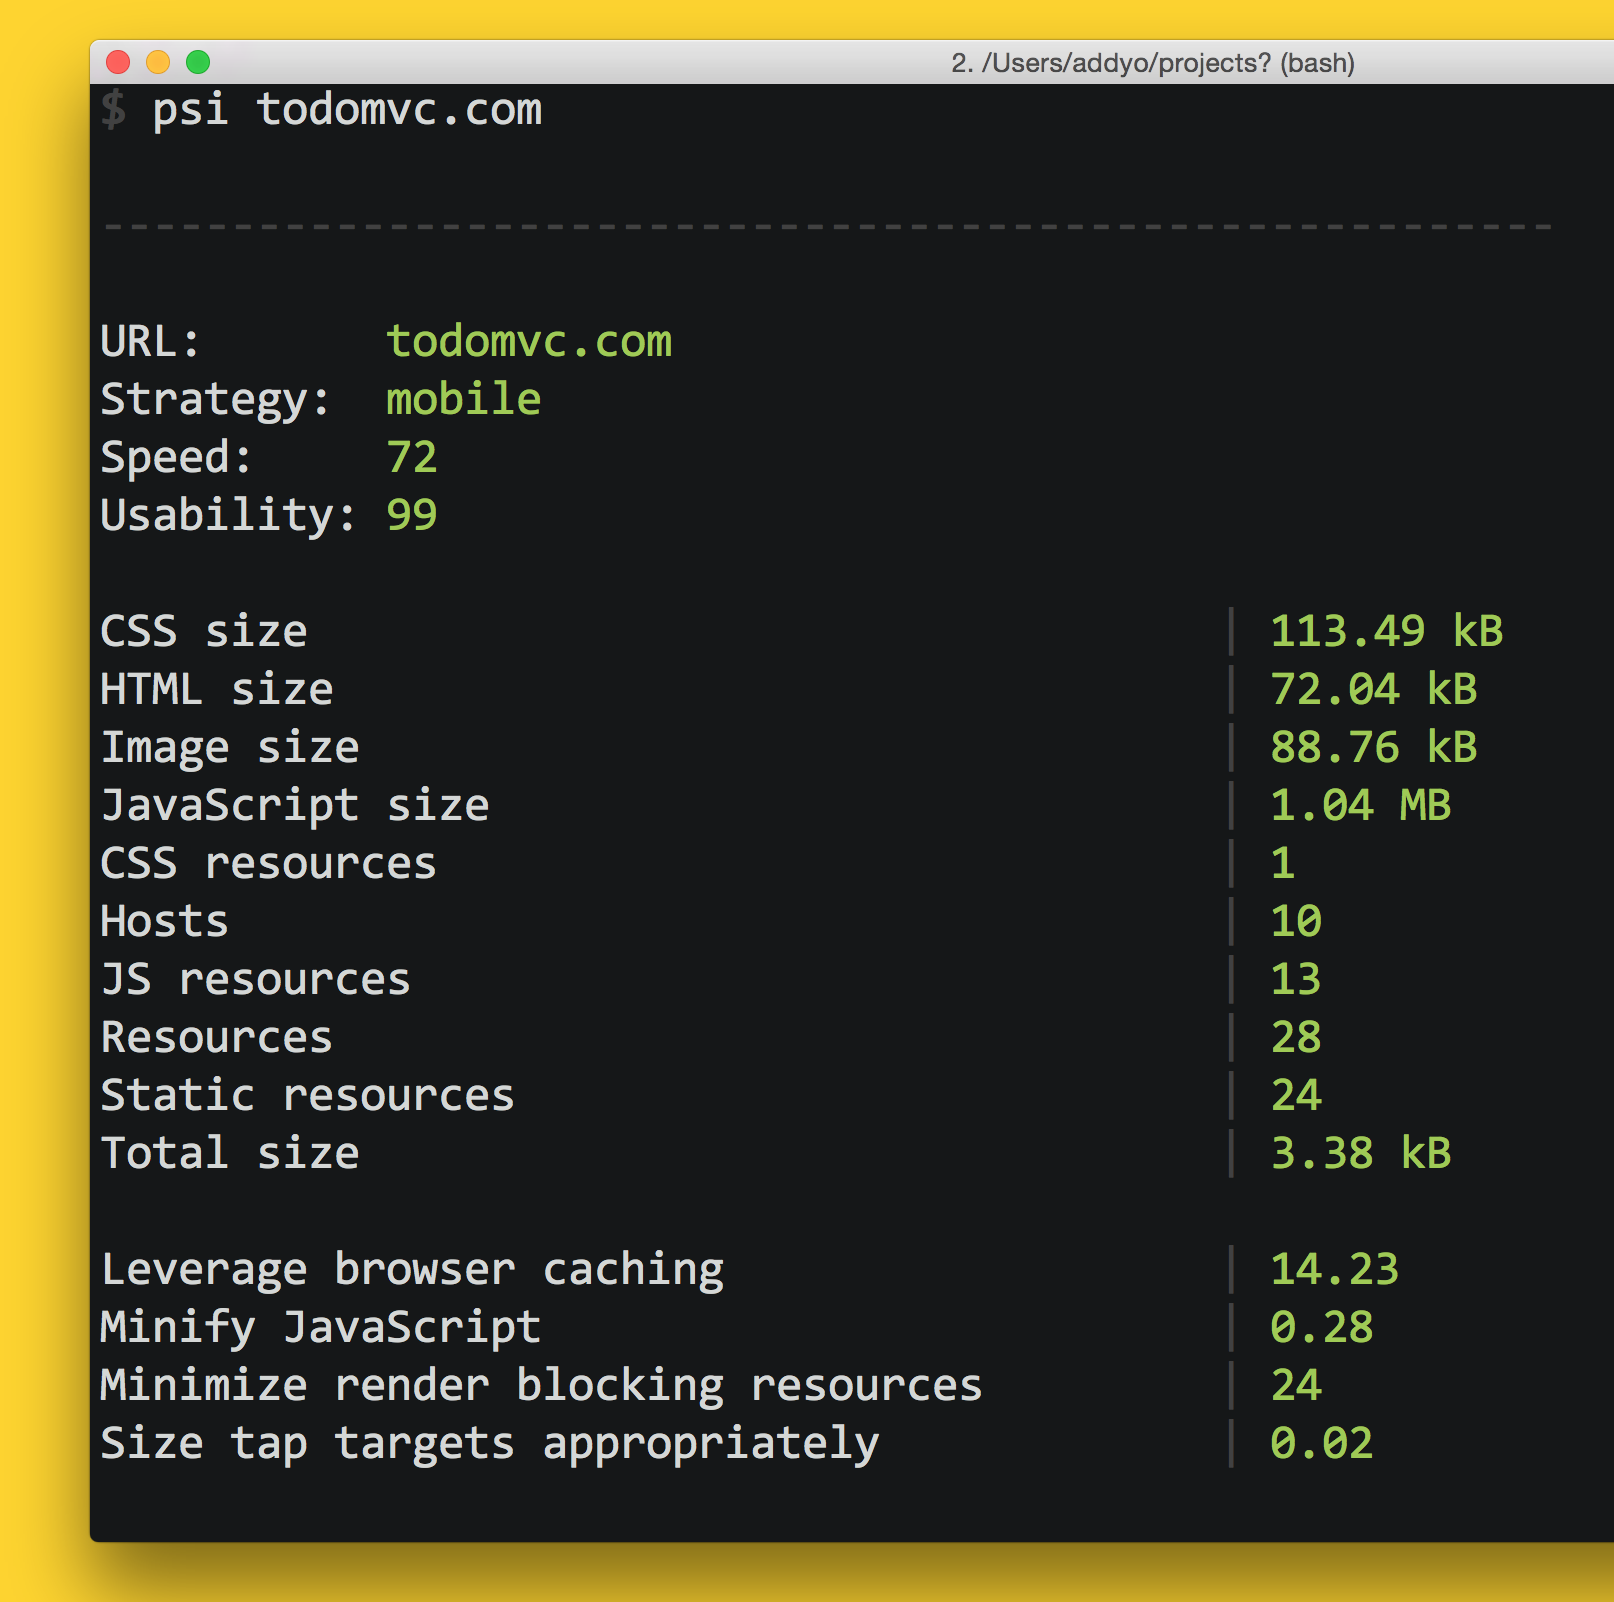 2. /Users/addyo/projects? (bash)
$ psi todomvc.com
--------------------------------------------------------
URL: todomvc.com
Strategy: mobile
Speed: 72
Usability: 99
CSS size | 113.49 kB
HTML size | 72.04 kB
Image size | 88.76 kB
JavaScript size | 1.04 MB
CSS resources | 1
Hosts | 10
JS resources | 13
Resources | 28
Static resources | 24
Total size | 3.38 kB
Leverage browser caching | 14.23
Minify JavaScript | 0.28
Minimize render blocking resources | 24
Size tap targets appropriately | 0.02